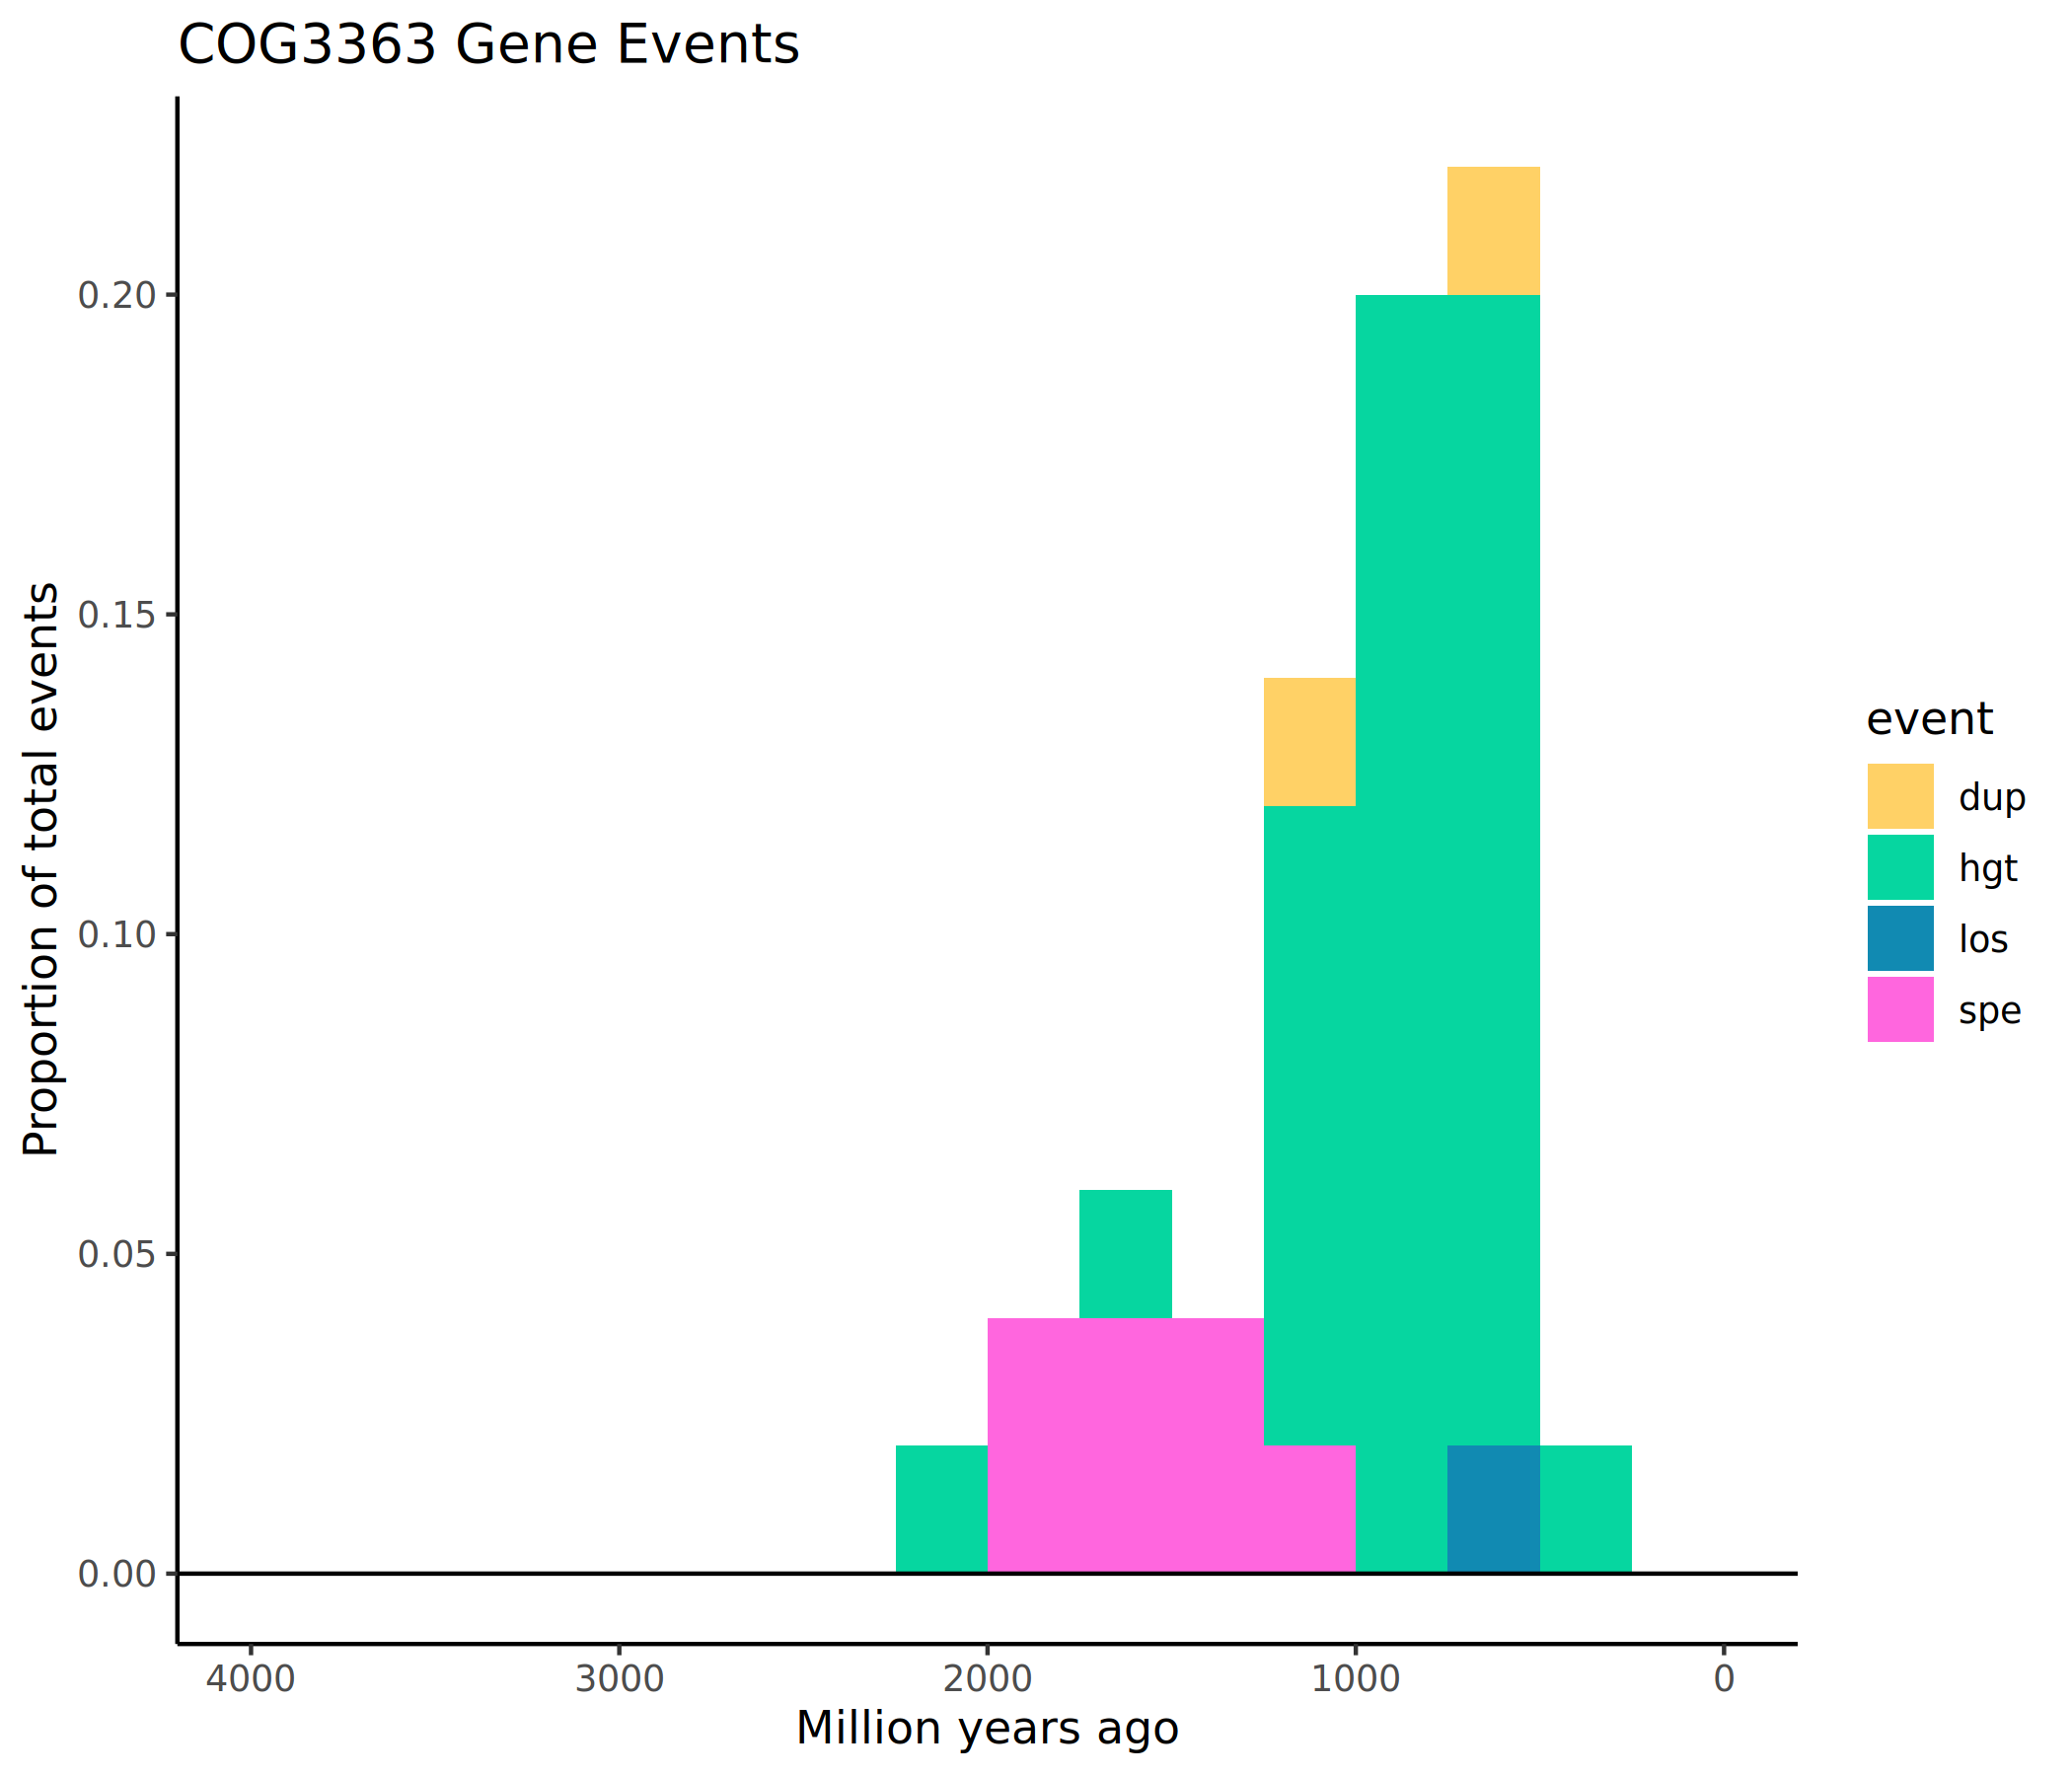 COG3363 Gene Events
Proportion of total events
0.20
0.15
0.10
0.05
0.00
4000 3000 2000 1000 0
Million years ago
event
dup
hgt
los
spe